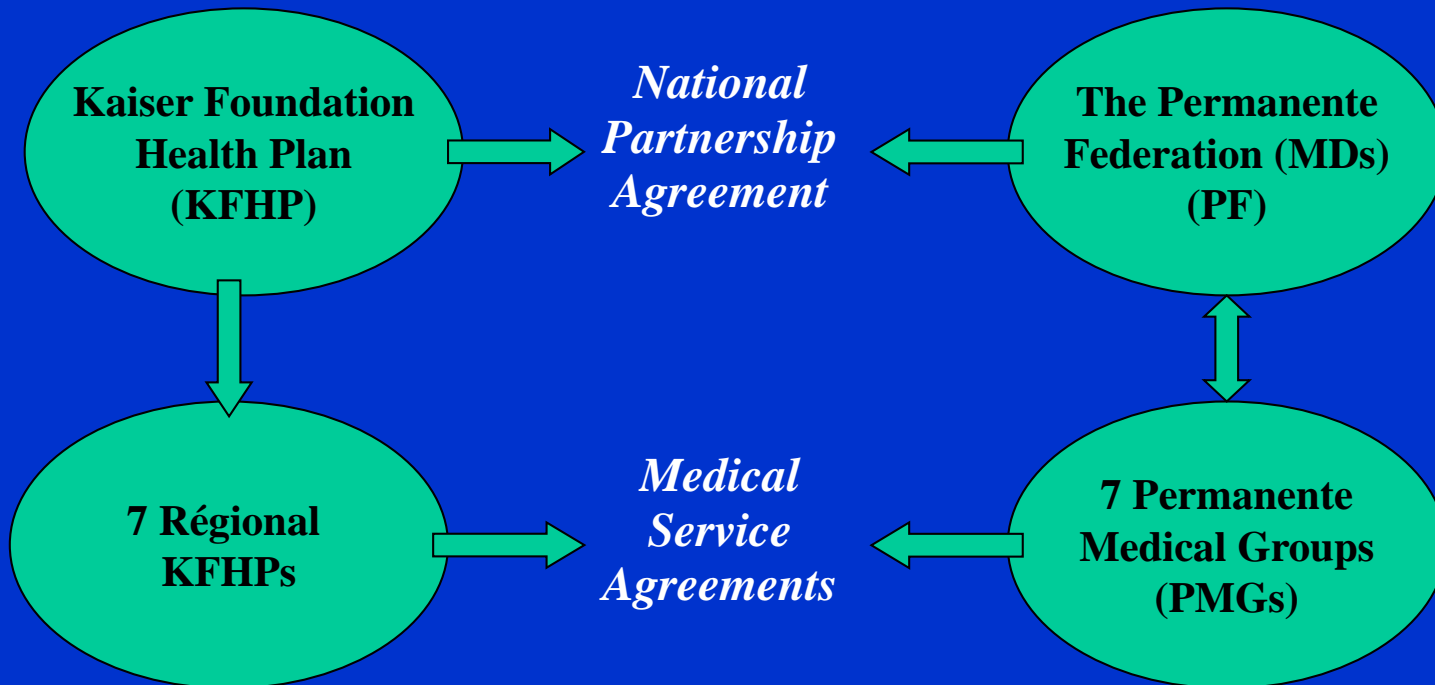 Kaiser Foundation
Health Plan
(KFHP)
National
Partnership
Agreement
The Permanente
Federation (MDs)
(PF)
7 Régional
KFHPs
Medical
Service
Agreements
7 Permanente
Medical Groups
(PMGs)